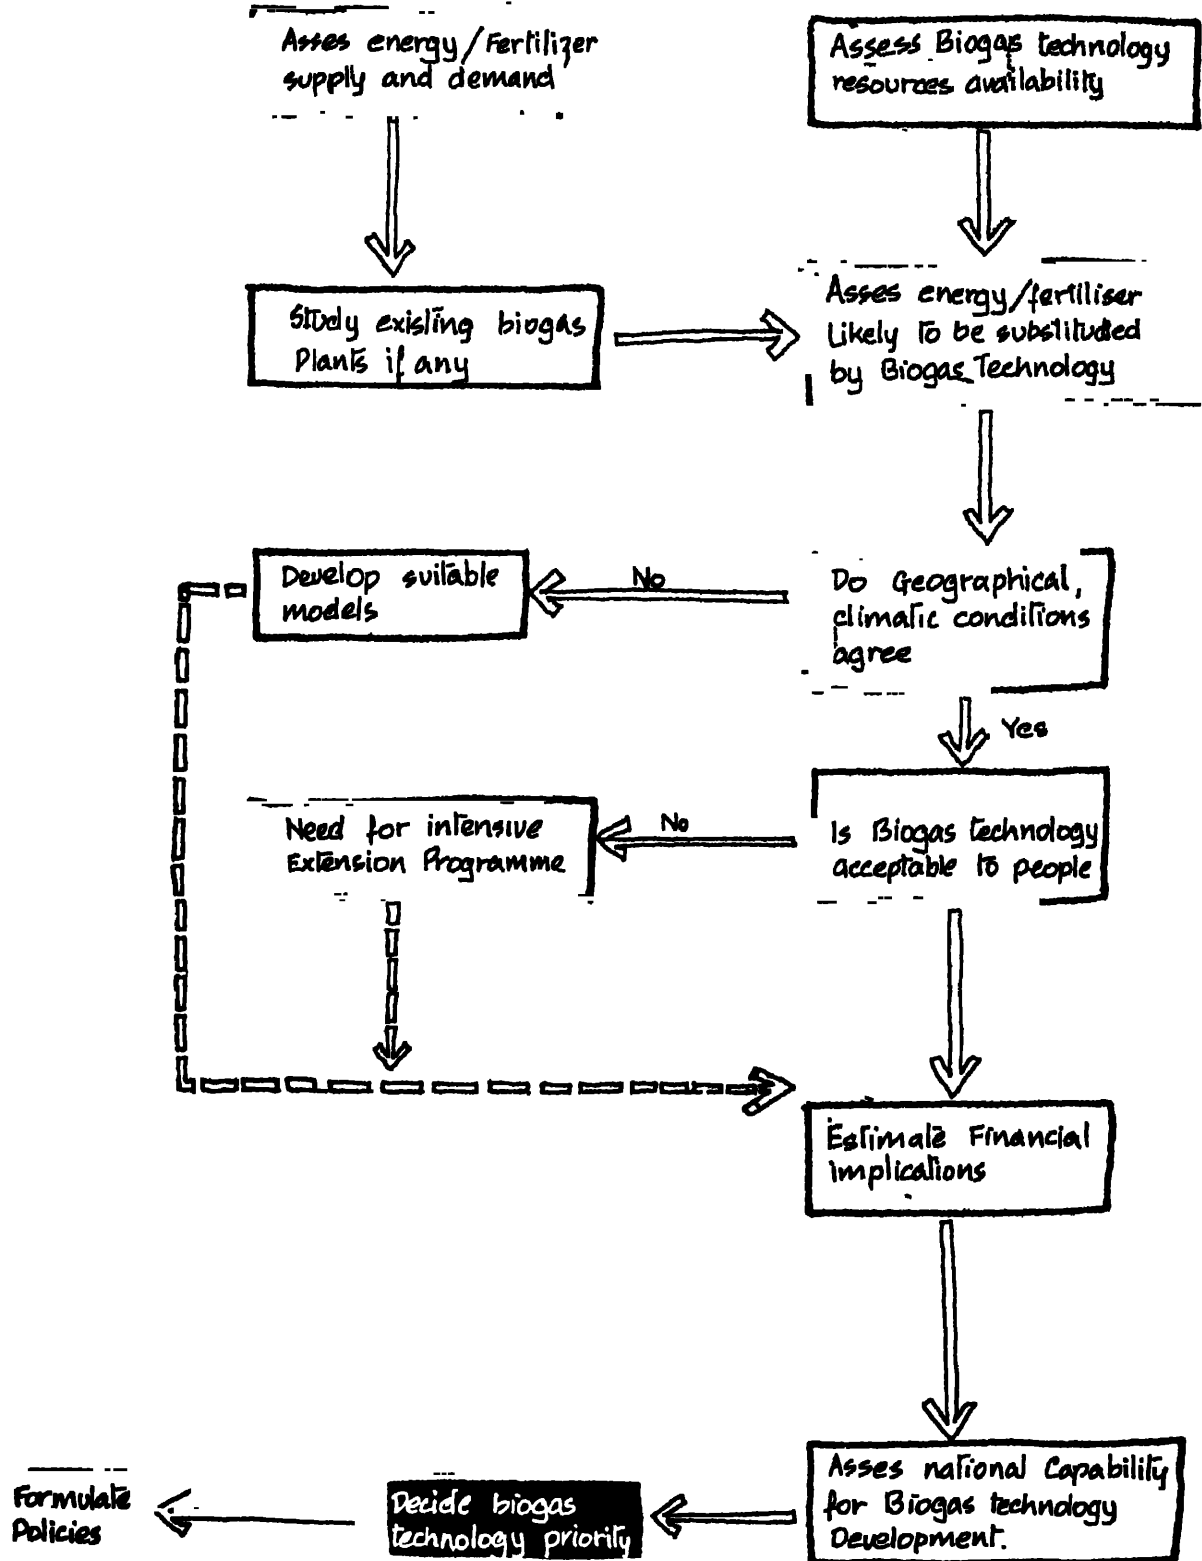 Asses energy/Fertilizer
supply and demand
Assess Biogas technology
resources availability
Study existing biogas
Plants if any
Asses energy/fertiliser
Likely to be substituded
by Biogas Technology
Develop suitable
models
No
Do Geographical,
climatic conditions
agree
Yes
Need for intensive
Extension Programme
No
Is Biogas technology
acceptable to people
Estimate Financial
implications
Asses national Capability
for Biogas technology
Development.
Decide biogas
technology priority
Formulate
Policies